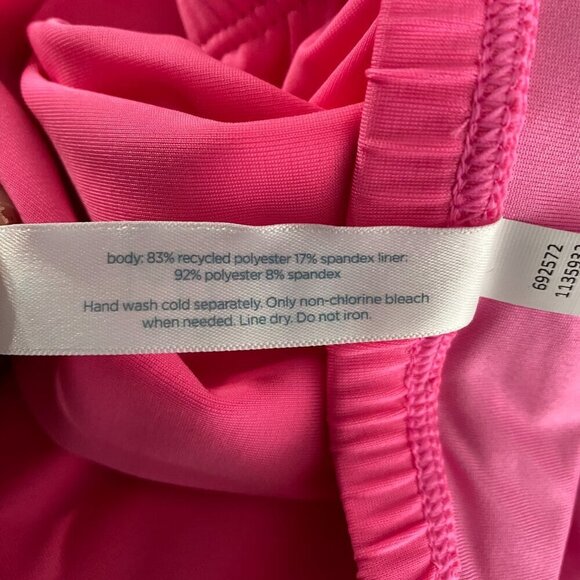 body: 83% recycled polyester 17% spandex liner:
92% polyester 8% spandex
Hand wash cold separately. Only non-chlorine bleach
when needed. Line dry. Do not iron.
692572